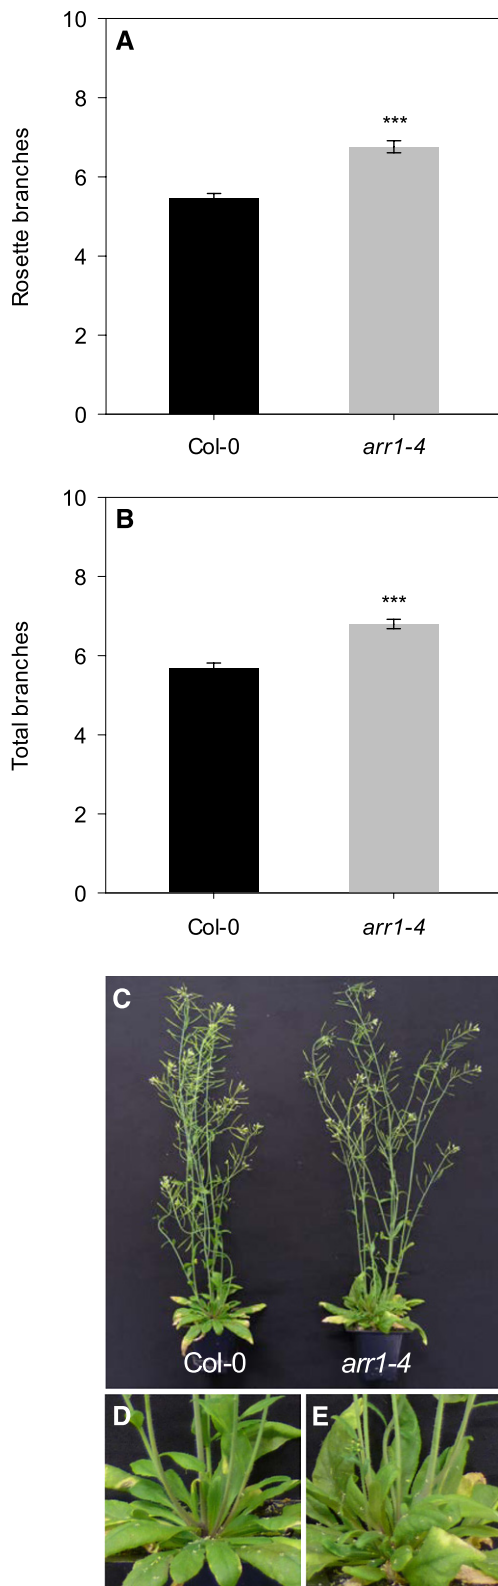 A
10
8
6
4
2
0
Rosette branches
***
Col-0
arr1-4
B
10
8
6
4
2
0
Total branches
***
Col-0
arr1-4
C
Col-0
arr1-4
D
E